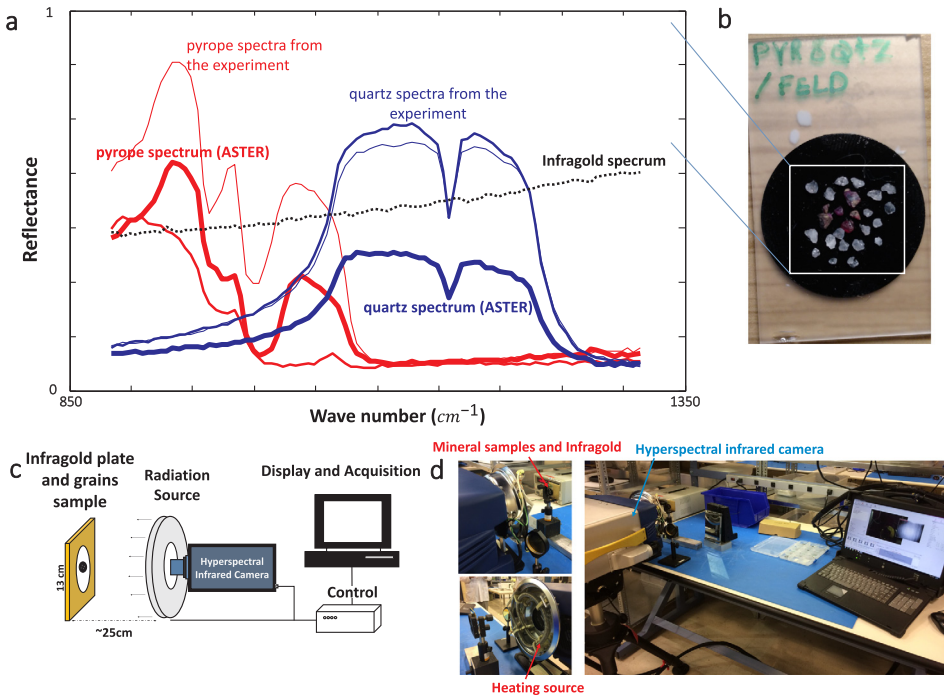 a
1
pyrope spectra from
the experiment
quartz spectra from the
experiment
pyrope spectrum (ASTER)
Infragold specrum
Reflectance
quartz spectrum (ASTER)
0
850
1350
Wave number (cm⁻¹)
b
PYR & QTZ
/FELD
c
Infragold plate
and grains
sample
Radiation
Source
Display and Acquisition
Hyperspectral
Infrared Camera
13 cm
Control
~25cm
d
Mineral samples and Infragold
Hyperspectral infrared camera
Heating source